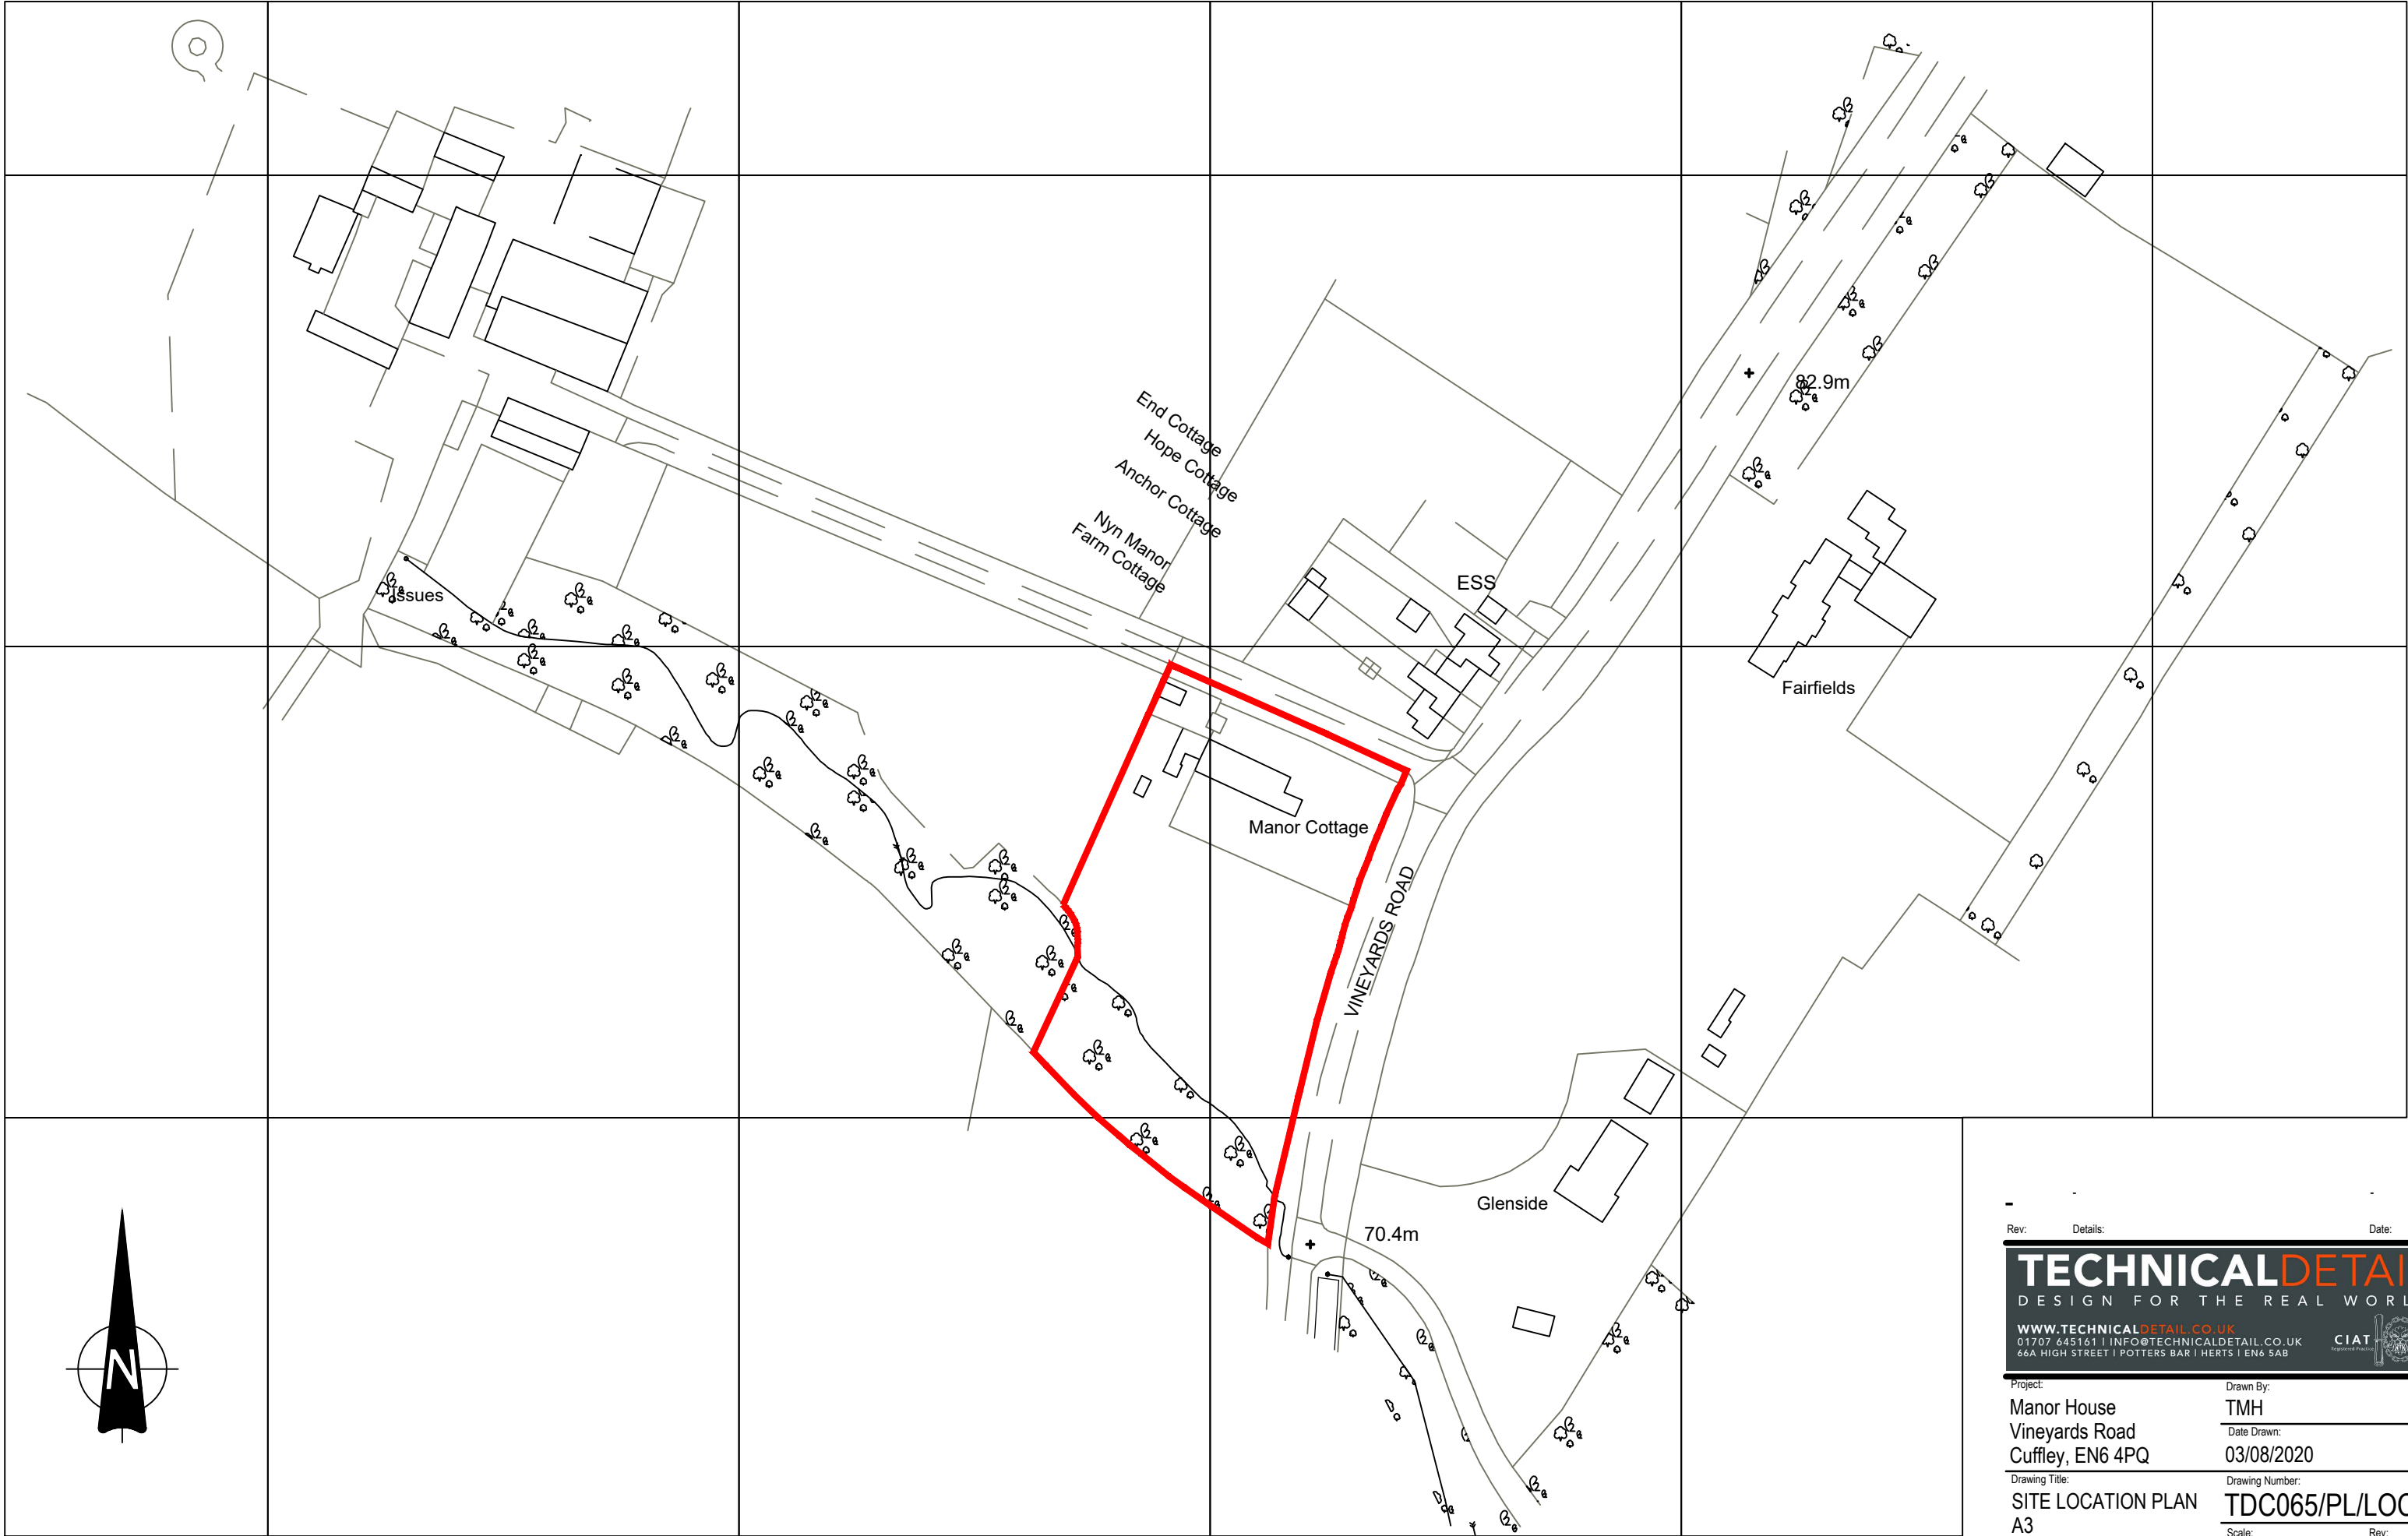 End Cottage
Hope Cottage
Anchor Cottage
Nyn Manor
Farm Cottage
82.9m
ESS
Issues
Fairfields
Manor Cottage
VINEYARDS ROAD
Glenside
70.4m
N
Rev: Details: Date:
TECHNICALDETAI
DESIGN FOR THE REAL WORL
WWW.TECHNICALDETAIL.CO.UK
01707 645161 | INFO@TECHNICALDETAIL.CO.UK
66A HIGH STREET | POTTERS BAR | HERTS | EN6 5AB
CIAT
Registered Practice
Project:
Manor House
Vineyards Road
Cuffley, EN6 4PQ
Drawn By:
TMH
Date Drawn:
03/08/2020
Drawing Title:
SITE LOCATION PLAN
A3
Drawing Number:
TDC065/PL/LOC
Scale: Rev: